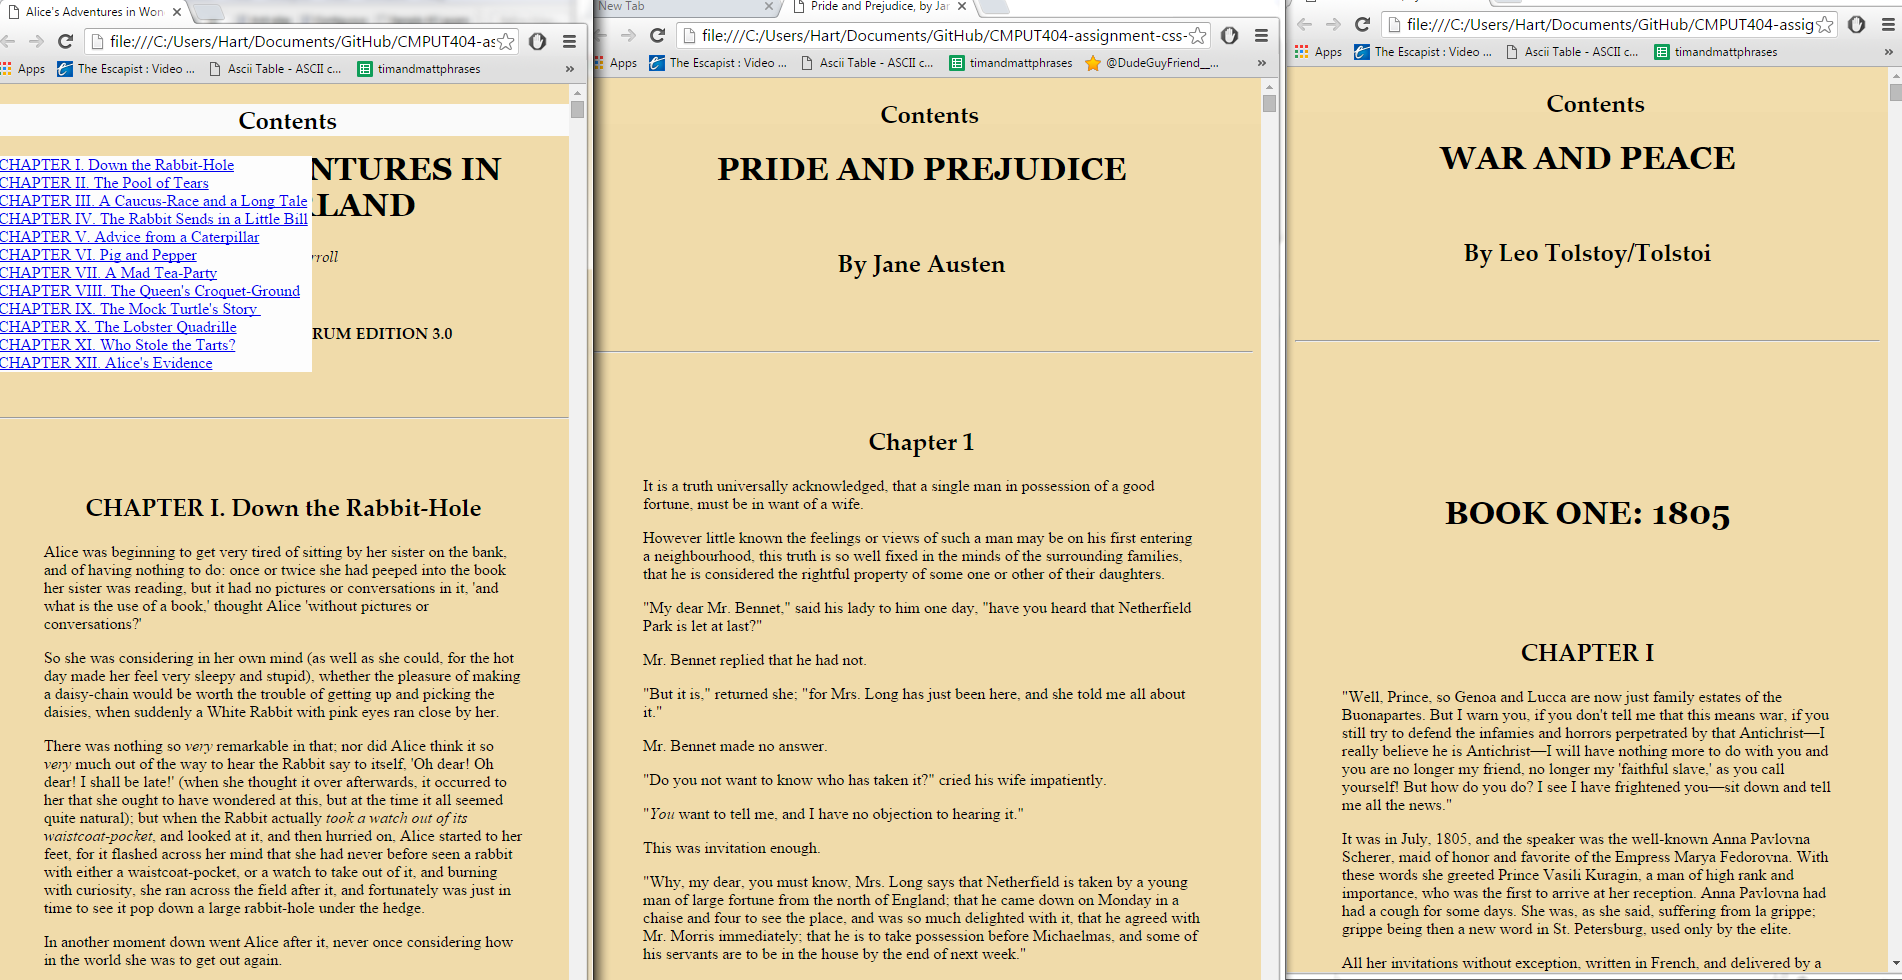 Alice's Adventures in Won
file:///C:/Users/Hart/Documents/GitHub/CMPUT404-as
Apps
The Escapist : Video ...
Ascii Table - ASCII c...
timandmattphrases
»
Contents
CHAPTER I. Down the Rabbit-Hole
CHAPTER II. The Pool of Tears
CHAPTER III. A Caucus-Race and a Long Tale
CHAPTER IV. The Rabbit Sends in a Little Bill
CHAPTER V. Advice from a Caterpillar
CHAPTER VI. Pig and Pepper
CHAPTER VII. A Mad Tea-Party
CHAPTER VIII. The Queen's Croquet-Ground
CHAPTER IX. The Mock Turtle's Story
CHAPTER X. The Lobster Quadrille
CHAPTER XI. Who Stole the Tarts?
CHAPTER XII. Alice's Evidence
NTURES IN
LAND
rroll
RUM EDITION 3.0
CHAPTER I. Down the Rabbit-Hole
Alice was beginning to get very tired of sitting by her sister on the bank,
and of having nothing to do: once or twice she had peeped into the book
her sister was reading, but it had no pictures or conversations in it, 'and
what is the use of a book,' thought Alice 'without pictures or
conversations?'
So she was considering in her own mind (as well as she could, for the hot
day made her feel very sleepy and stupid), whether the pleasure of making
a daisy-chain would be worth the trouble of getting up and picking the
daisies, when suddenly a White Rabbit with pink eyes ran close by her.
There was nothing so very remarkable in that; nor did Alice think it so
very much out of the way to hear the Rabbit say to itself, 'Oh dear! Oh
dear! I shall be late!' (when she thought it over afterwards, it occurred to
her that she ought to have wondered at this, but at the time it all seemed
quite natural); but when the Rabbit actually took a watch out of its
waistcoat-pocket, and looked at it, and then hurried on, Alice started to her
feet, for it flashed across her mind that she had never before seen a rabbit
with either a waistcoat-pocket, or a watch to take out of it, and burning
with curiosity, she ran across the field after it, and fortunately was just in
time to see it pop down a large rabbit-hole under the hedge.
In another moment down went Alice after it, never once considering how
in the world she was to get out again.
New Tab
Pride and Prejudice, by Jar
file:///C:/Users/Hart/Documents/GitHub/CMPUT404-assignment-css-
Apps
The Escapist : Video ...
Ascii Table - ASCII c...
timandmattphrases
@DudeGuyFriend__...
»
Contents
PRIDE AND PREJUDICE
By Jane Austen
Chapter 1
It is a truth universally acknowledged, that a single man in possession of a good
fortune, must be in want of a wife.
However little known the feelings or views of such a man may be on his first entering
a neighbourhood, this truth is so well fixed in the minds of the surrounding families,
that he is considered the rightful property of some one or other of their daughters.
"My dear Mr. Bennet," said his lady to him one day, "have you heard that Netherfield
Park is let at last?"
Mr. Bennet replied that he had not.
"But it is," returned she; "for Mrs. Long has just been here, and she told me all about
it."
Mr. Bennet made no answer.
"Do you not want to know who has taken it?" cried his wife impatiently.
"You want to tell me, and I have no objection to hearing it."
This was invitation enough.
"Why, my dear, you must know, Mrs. Long says that Netherfield is taken by a young
man of large fortune from the north of England; that he came down on Monday in a
chaise and four to see the place, and was so much delighted with it, that he agreed with
Mr. Morris immediately; that he is to take possession before Michaelmas, and some of
his servants are to be in the house by the end of next week."
file:///C:/Users/Hart/Documents/GitHub/CMPUT404-assig
Apps
The Escapist : Video ...
Ascii Table - ASCII c...
timandmattphrases
»
Contents
WAR AND PEACE
By Leo Tolstoy/Tolstoi
BOOK ONE: 1805
CHAPTER I
"Well, Prince, so Genoa and Lucca are now just family estates of the
Buonapartes. But I warn you, if you don't tell me that this means war, if you
still try to defend the infamies and horrors perpetrated by that Antichrist—I
really believe he is Antichrist—I will have nothing more to do with you and
you are no longer my friend, no longer my 'faithful slave,' as you call
yourself! But how do you do? I see I have frightened you—sit down and tell
me all the news."
It was in July, 1805, and the speaker was the well-known Anna Pavlovna
Scherer, maid of honor and favorite of the Empress Marya Fedorovna. With
these words she greeted Prince Vasili Kuragin, a man of high rank and
importance, who was the first to arrive at her reception. Anna Pavlovna had
had a cough for some days. She was, as she said, suffering from la grippe;
grippe being then a new word in St. Petersburg, used only by the elite.
All her invitations without exception, written in French, and delivered by a